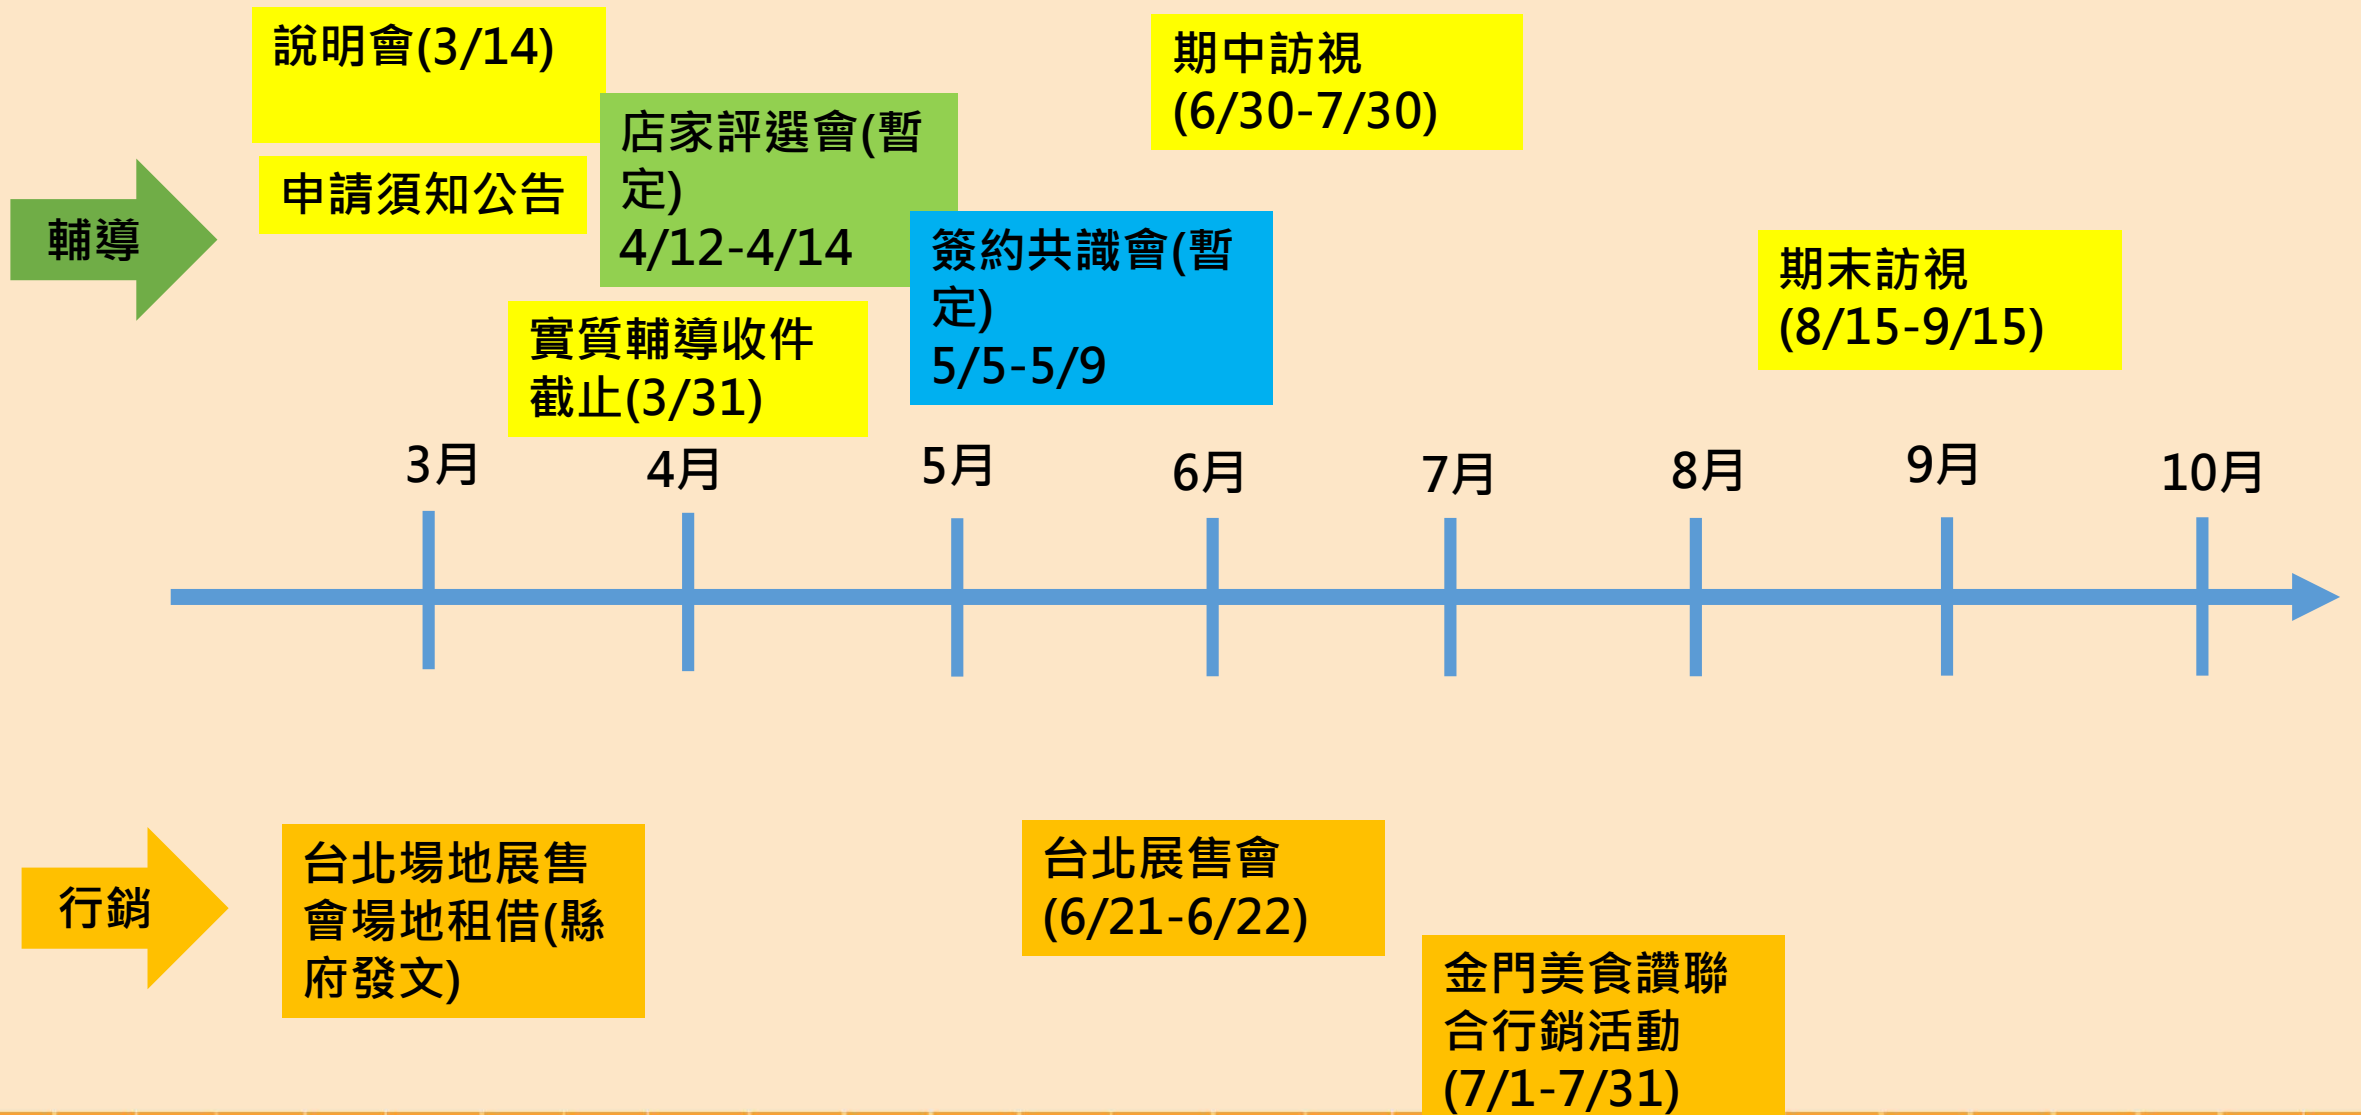 說明會(3/14)
申請須知公告
輔導
店家評選會(暫
定)
4/12-4/14
實質輔導收件
截止(3/31)
簽約共識會(暫
定)
5/5-5/9
期中訪視
(6/30-7/30)
期末訪視
(8/15-9/15)
3月
4月
5月
6月
7月
8月
9月
10月
行銷
台北場地展售
會場地租借(縣
府發文)
台北展售會
(6/21-6/22)
金門美食讚聯
合行銷活動
(7/1-7/31)